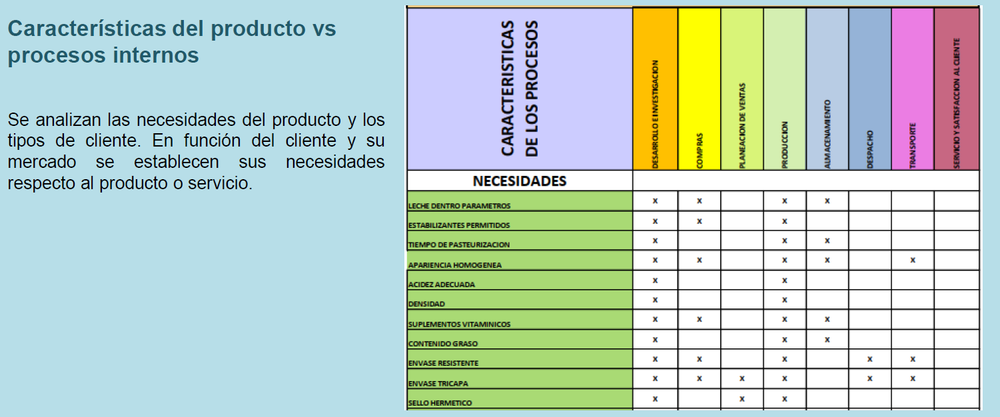 Características del producto vs
procesos internos
Se analizan las necesidades del producto y los
tipos de cliente. En función del cliente y su
mercado se establecen sus necesidades
respecto al producto o servicio.
CARACTERISTICAS
DE LOS PROCESOS
DESARROLLO E INVESTIGACION
COMPRAS
PLANEACION DE VENTAS
PRODUCCION
ALMACENAMIENTO
DESPACHO
TRANSPORTE
SERVICIO Y SATISFACCION AL CLIENTE
NECESIDADES
LECHE DENTRO PARAMETROS x x x x
ESTABILIZANTES PERMITIDOS x x x
TIEMPO DE PASTEURIZACION x x x
APARIENCIA HOMOGENEA x x x x x
ACIDEZ ADECUADA x x
DENSIDAD x x
SUPLEMENTOS VITAMINICOS x x x x
CONTENIDO GRASO x x x
ENVASE RESISTENTE x x x x x
ENVASE TRICAPA x x x x x x
SELLO HERMETICO x x x